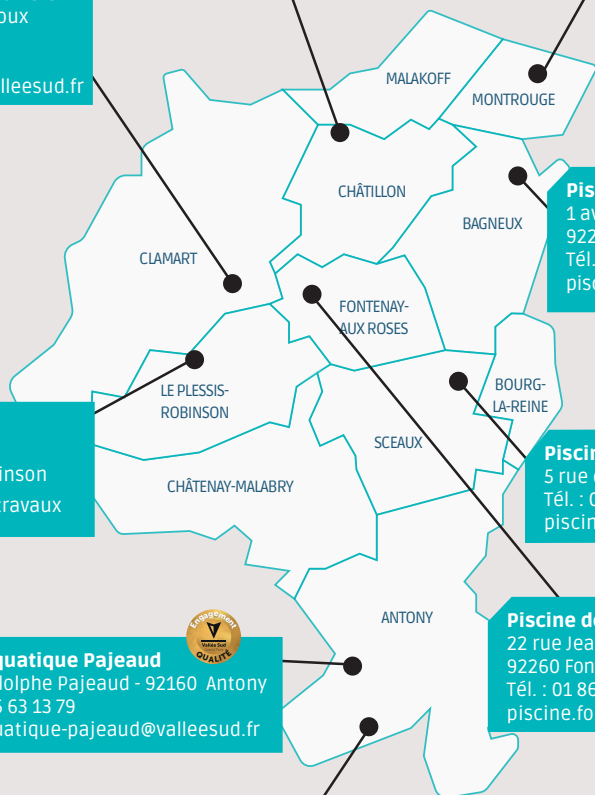 oux
lleesud.fr
MALAKOFF
MONTROUGE
CHÂTILLON
BAGNEUX
Pis
1 av
922
Tél.
pisc
CLAMART
FONTENAY-
AUX ROSES
LE PLESSIS-
ROBINSON
BOURG-
LA-REINE
inson
travaux
SCEAUX
Piscin
5 rue
Tél. : 0
piscin
CHÂTENAY-MALABRY
ANTONY
Engagement
Vallée Sud
QUALITÉ
quatique Pajeaud
dolphe Pajeaud - 92160 Antony
63 13 79
uatique-pajeaud@valleesud.fr
Piscine de
22 rue Jea
92260 Fon
Tél. : 01 86
piscine.fo